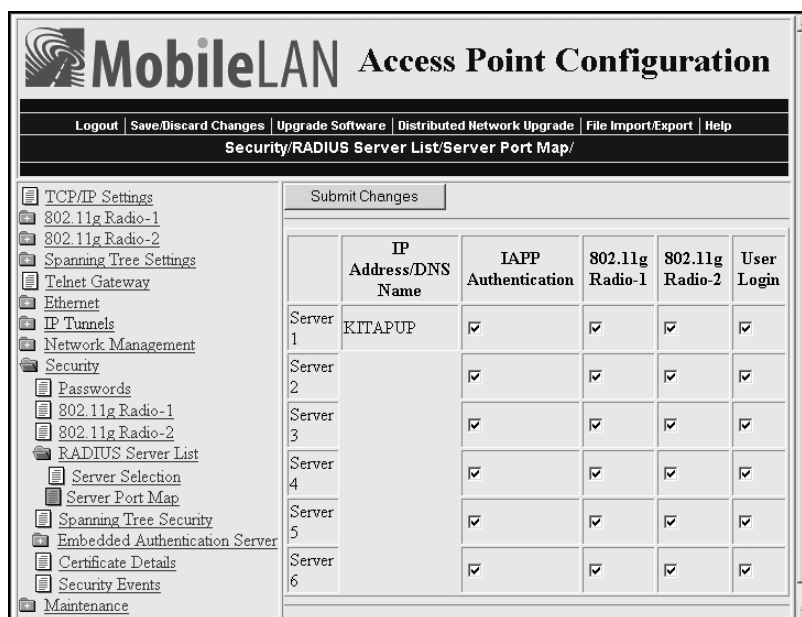 MobileLAN Access Point Configuration
Logout | Save/Discard Changes | Upgrade Software | Distributed Network Upgrade | File Import/Export | Help
Security/RADIUS Server List/Server Port Map/
TCP/IP Settings
802.11g Radio-1
802.11g Radio-2
Spanning Tree Settings
Telnet Gateway
Ethernet
IP Tunnels
Network Management
Security
Passwords
802.11g Radio-1
802.11g Radio-2
RADIUS Server List
Server Selection
Server Port Map
Spanning Tree Security
Embedded Authentication Server
Certificate Details
Security Events
Maintenance
Submit Changes
IP Address/DNS Name
IAPP Authentication
802.11g Radio-1
802.11g Radio-2
User Login
Server 1
KITAPUP
Server 2
Server 3
Server 4
Server 5
Server 6